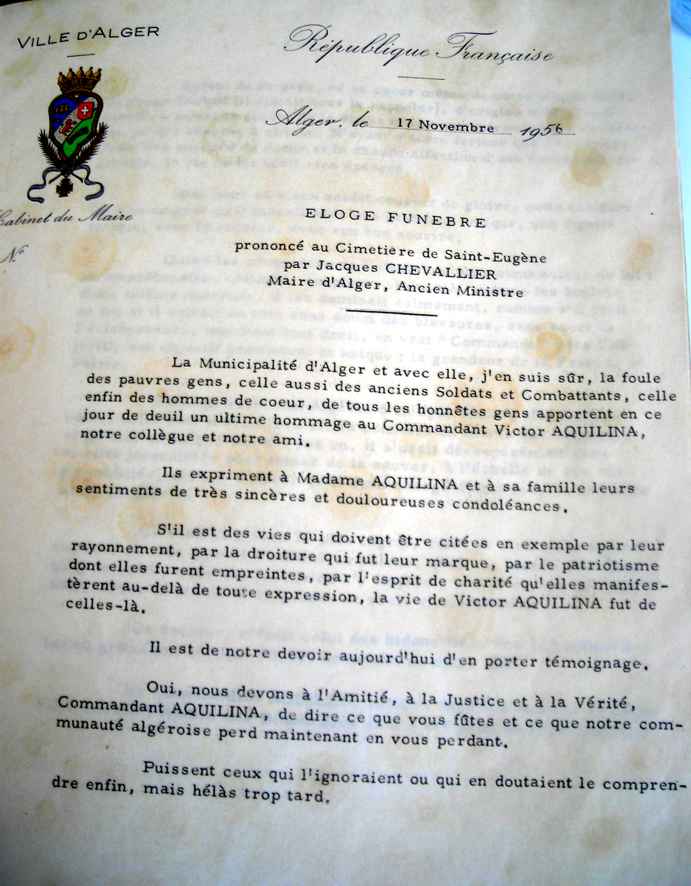 VILLE D'ALGER
République Française
Alger, le 17 Novembre 1956
Cabinet du Maire
N°
ELOGE FUNEBRE
prononcé au Cimetière de Saint-Eugène
par Jacques CHEVALLIER
Maire d'Alger, Ancien Ministre
La Municipalité d'Alger et avec elle, j'en suis sûr, la foule
des pauvres gens, celle aussi des anciens Soldats et Combattants, celle
enfin des hommes de coeur, de tous les honnêtes gens apportent en ce
jour de deuil un ultime hommage au Commandant Victor AQUILINA,
notre collègue et notre ami.
Ils expriment à Madame AQUILINA et à sa famille leurs
sentiments de très sincères et douloureuses condoléances.
S'il est des vies qui doivent être citées en exemple par leur
rayonnement, par la droiture qui fut leur marque, par le patriotisme
dont elles furent empreintes, par l'esprit de charité qu'elles manifes-
tèrent au-delà de toute expression, la vie de Victor AQUILINA fut de
celles-là.
Il est de notre devoir aujourd'hui d'en porter témoignage.
Oui, nous devons à l'Amitié, à la Justice et à la Vérité,
Commandant AQUILINA, de dire ce que vous fûtes et ce que notre com-
munauté algéroise perd maintenant en vous perdant.
Puissent ceux qui l'ignoraient ou qui en doutaient le compren-
dre enfin, mais hélàs trop tard.